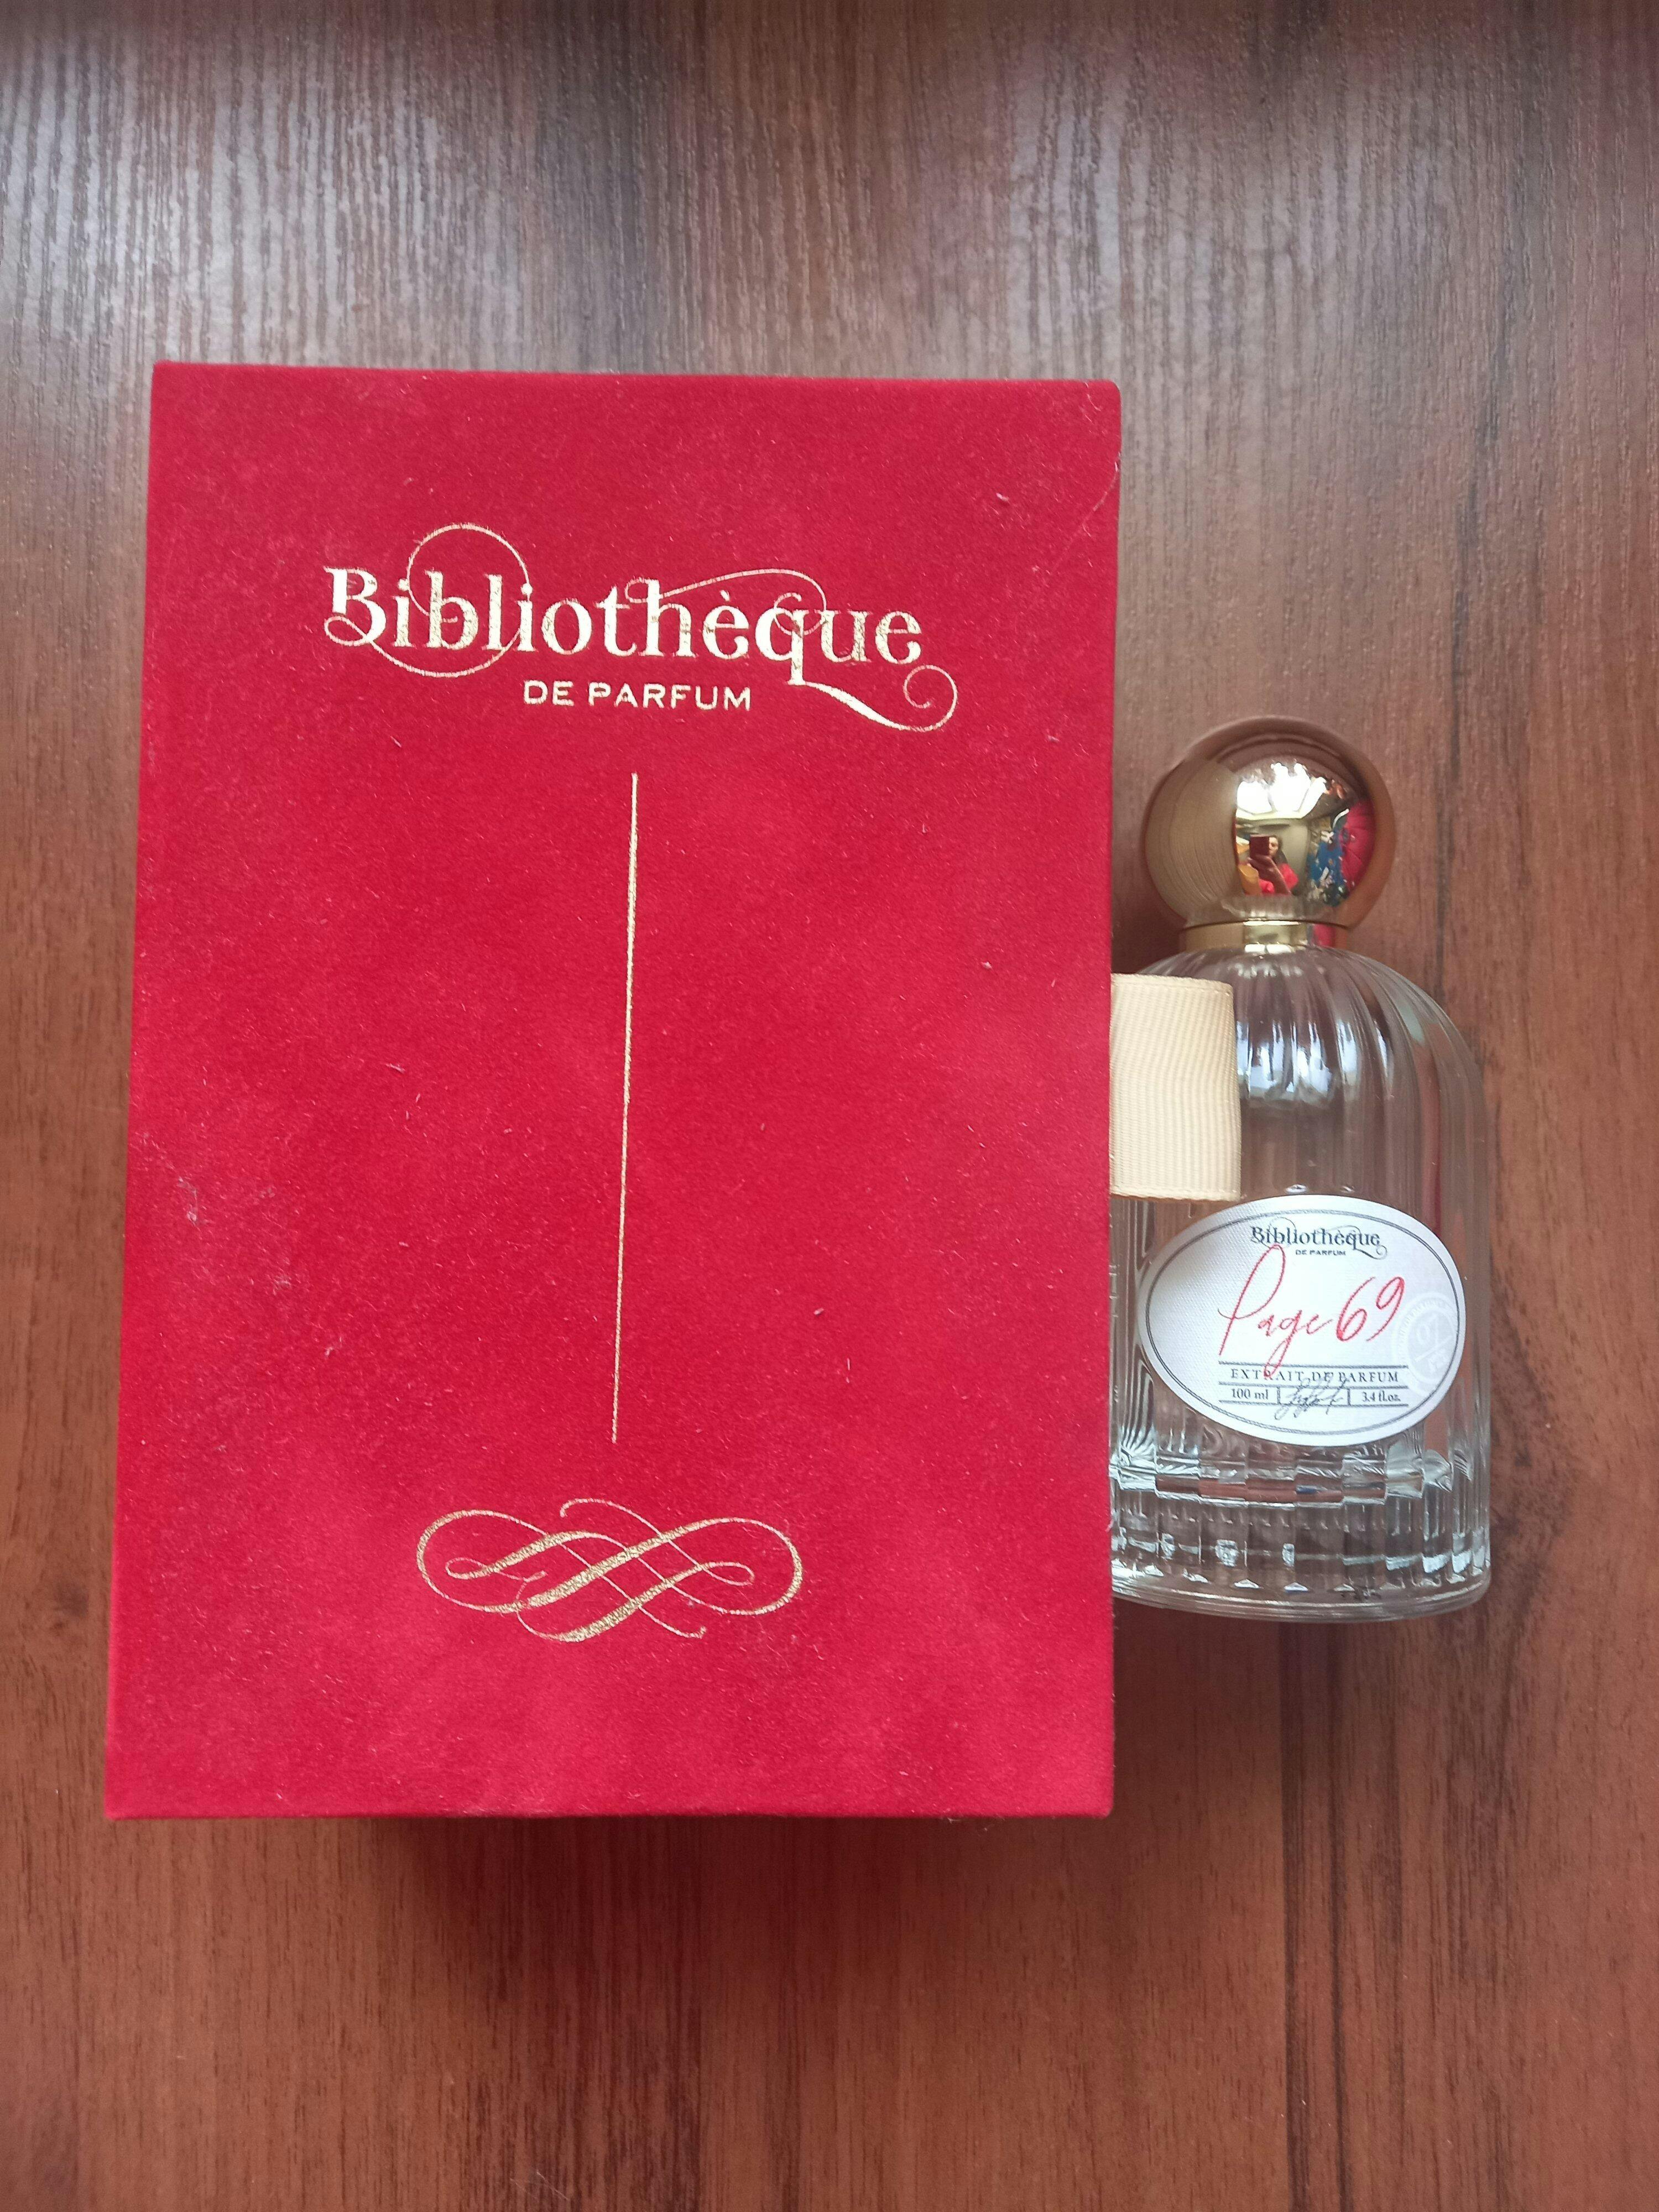 Bibliothèque
DE PARFUM
Bibliothèque
DE PARFUM
Page 69
EXTRAIT DE PARFUM
100 ml 3.4 fl.oz.